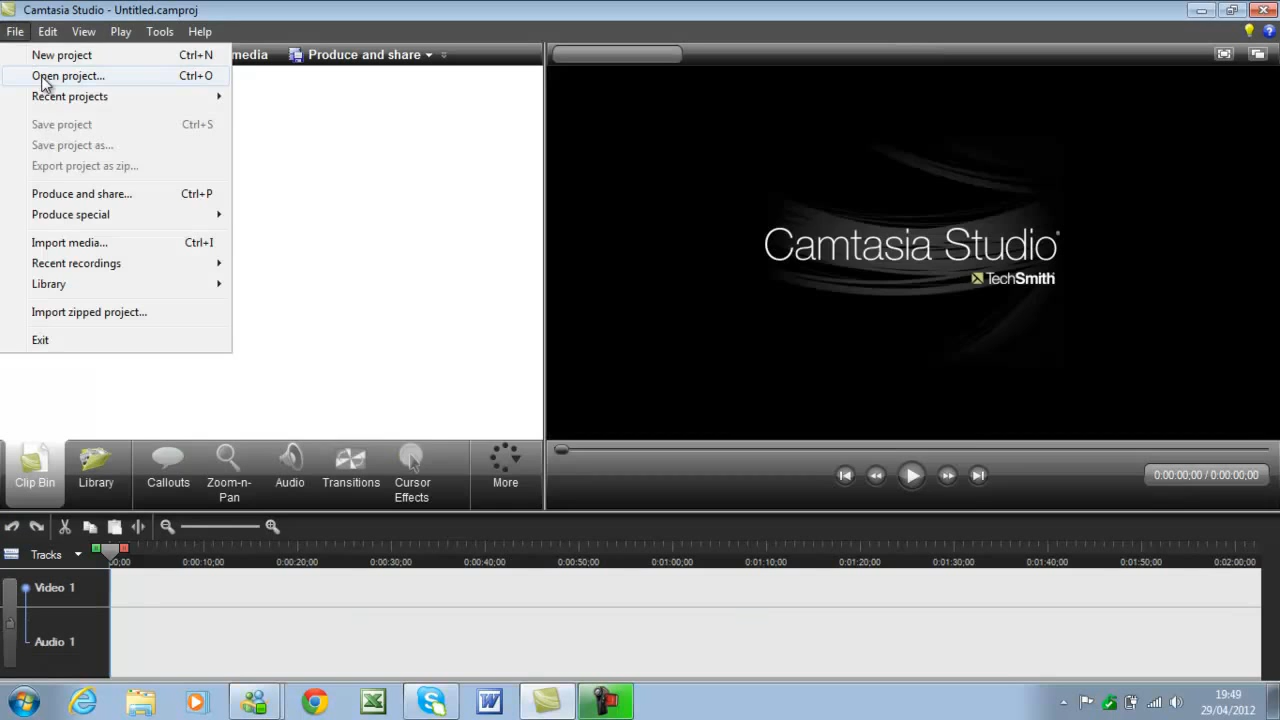 Camtasia Studio - Untitled.camproj
File Edit View Play Tools Help
New project Ctrl+N
Open project... Ctrl+O
Recent projects
Save project Ctrl+S
Save project as...
Export project as zip...
Produce and share... Ctrl+P
Produce special
Import media... Ctrl+I
Recent recordings
Library
Import zipped project...
Exit
media Produce and share
Camtasia Studio®
TechSmith
Clip Bin Library Callouts Zoom-n-Pan Audio Transitions Cursor Effects More
0:00:00;00 / 0:00:00;00
Tracks
00;00 0:00:10;00 0:00:20;00 0:00:30;00 0:00:40;00 0:00:50;00 0:01:00;00 0:01:10;00 0:01:20;00 0:01:30;00 0:01:40;00 0:01:50;00 0:02:00;00
Video 1
Audio 1
19:49
29/04/2012